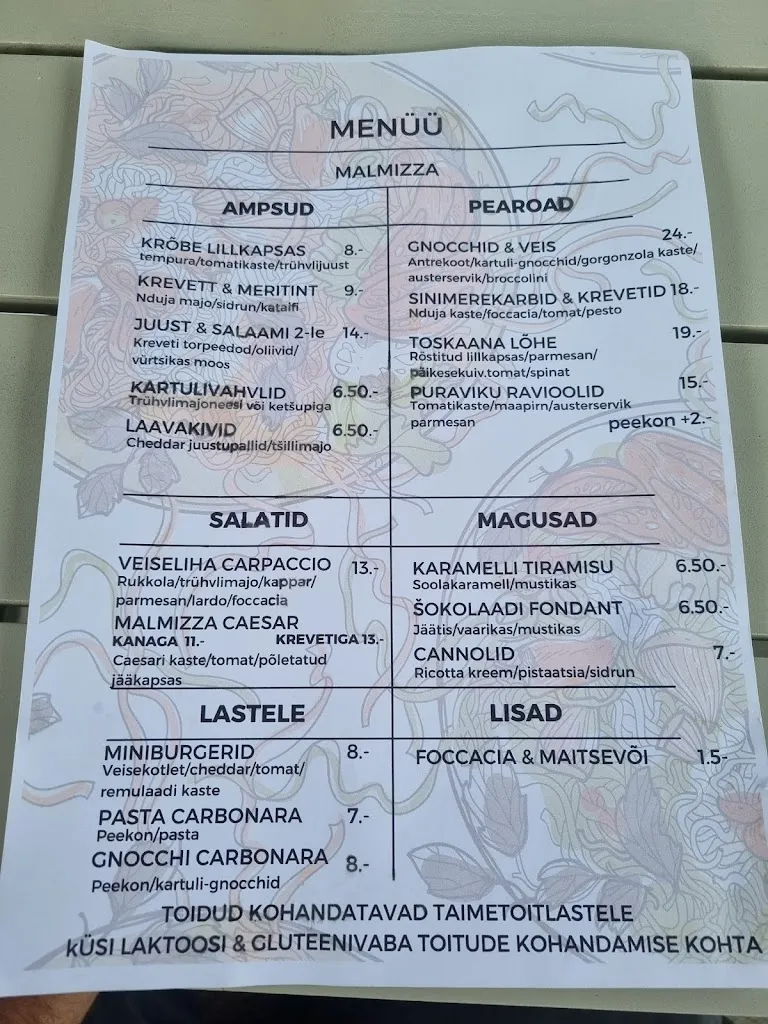 MENÜÜ
MALMIZZA
AMPSUD
KRÕBE LILLKAPSAS 8.-
tempura/tomatikaste/trühvlijuust
KREVETT & MERITINT 9.-
Nduja majo/sidrun/kataifi
JUUST & SALAAMI 2-le 14.-
Kreveti torpeedod/oliivid/
vürtsikas moos
KARTULIVAHVLID 6.50.-
Trühvlimajoneesi või ketšupiga
LAAVAKIVID 6.50.-
Cheddar juustupallid/tšillimajo
PEAROAD
GNOCCHID & VEIS 24.-
Antrekoot/kartuli-gnocchid/gorgonzola kaste/
austerservik/broccolini
SINIMEREKARBID & KREVETID 18.-
Nduja kaste/foccacia/tomat/pesto
TOSKAANA LÕHE 19.-
Röstitud lillkapsas/parmesan/
päikesekuiv.tomat/spinat
PURAVIKU RAVIOOLID 15.-
Tomatikaste/maapirn/austerservik
parmesan
peekon +2.-
SALATID
VEISELIHA CARPACCIO 13.-
Rukkola/trühvlimajo/kappar/
parmesan/lardo/foccacia
MALMIZZA CAESAR
KANAGA 11.- KREVETIGA 13.-
Caesari kaste/tomat/põletatud
jääkapsas
MAGUSAD
KARAMELLI TIRAMISU 6.50.-
Soolakaramell/mustikas
ŠOKOLAADI FONDANT 6.50.-
Jäätis/vaarikas/mustikas
CANNOLID 7.-
Ricotta kreem/pistaatsia/sidrun
LASTELE
MINIBURGERID 8.-
Veisekotlet/cheddar/tomat/
remulaadi kaste
PASTA CARBONARA 7.-
Peekon/pasta
GNOCCHI CARBONARA 8.-
Peekon/kartuli-gnocchid
LISAD
FOCCACIA & MAITSEVÕI 1.5-
TOIDUD KOHANDATAVAD TAIMETOITLASTELE
KÜSI LAKTOOSI & GLUTEENIVABA TOITUDE KOHANDAMISE KOHTA